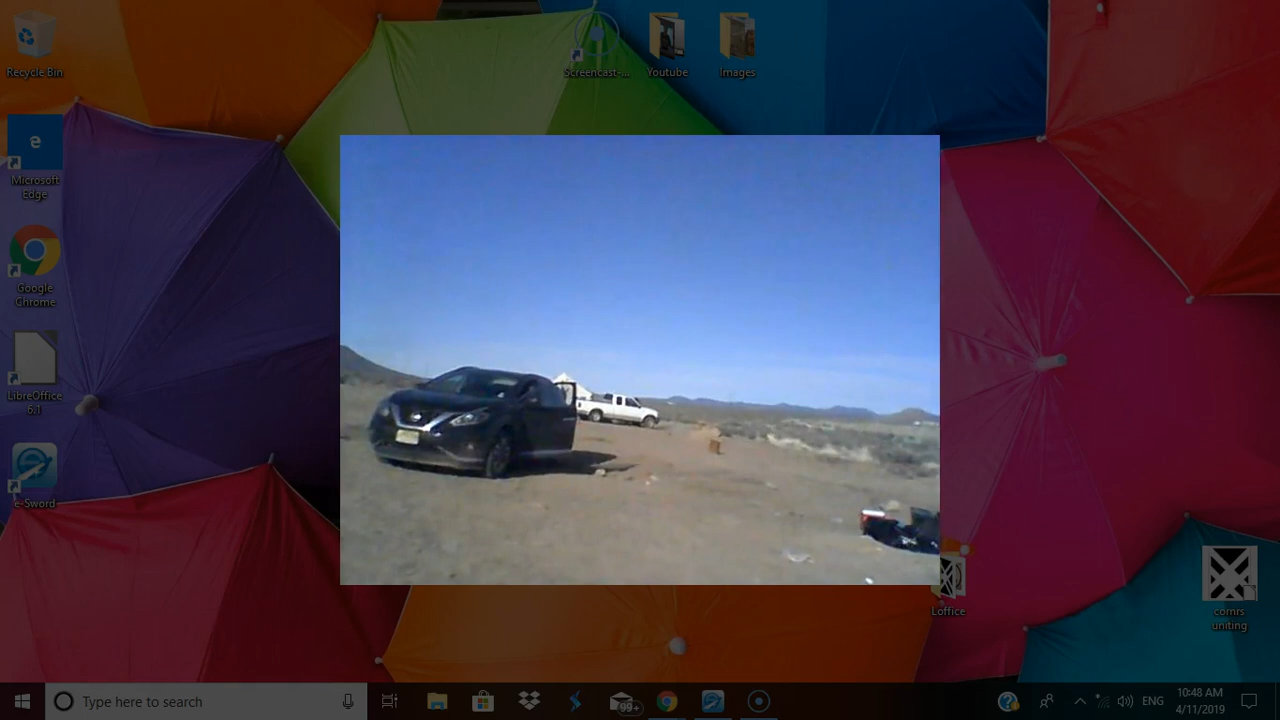 Recycle Bin
Screencast-...
Youtube
Images
Microsoft
Edge
Google
Chrome
LibreOffice
6.1
e-Sword
Loffice
cornrs
uniting
Type here to search
99+
ENG
10:48 AM
4/11/2019